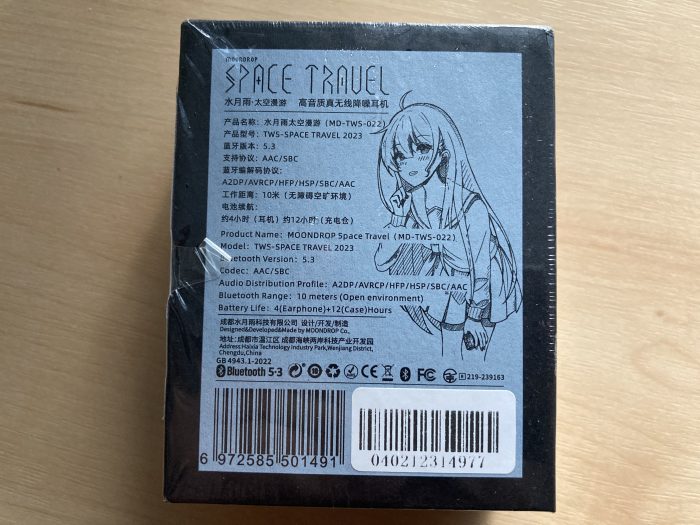 MOONDROP
SPACE TRAVEL
水月雨·太空漫游 高音质真无线降噪耳机
产品名称：水月雨太空漫游（MD-TWS-022）
产品型号：TWS-SPACE TRAVEL 2023
蓝牙版本：5.3
支持协议：AAC/SBC
蓝牙编解码协议：
A2DP/AVRCP/HFP/HSP/SBC/AAC
工作距离：10米（无障碍空旷环境）
电池续航：
约4小时（耳机）约12小时（充电仓）
Product Name：MOONDROP Space Travel（MD-TWS-022）
Model：TWS-SPACE TRAVEL 2023
Bluetooth Version：5.3
Codec：AAC/SBC
Audio Distribution Profile：A2DP/AVRCP/HFP/HSP/SBC/AAC
Bluetooth Range：10 meters (Open environment)
Battery Life：4(Earphone)+12(Case)Hours
成都水月雨科技有限公司 设计/开发/制造
Designed&Developed&Made by MOONDROP Co.
地址：成都市温江区 成都海峡两岸科技产业开发园
Address Haixia Technology Industry Park,Wenjiang District,
Chengdu,China
GB 4943.1-2022
Bluetooth 5·3 10 CE FC R 219-239163
6 972585 501491
040212314977